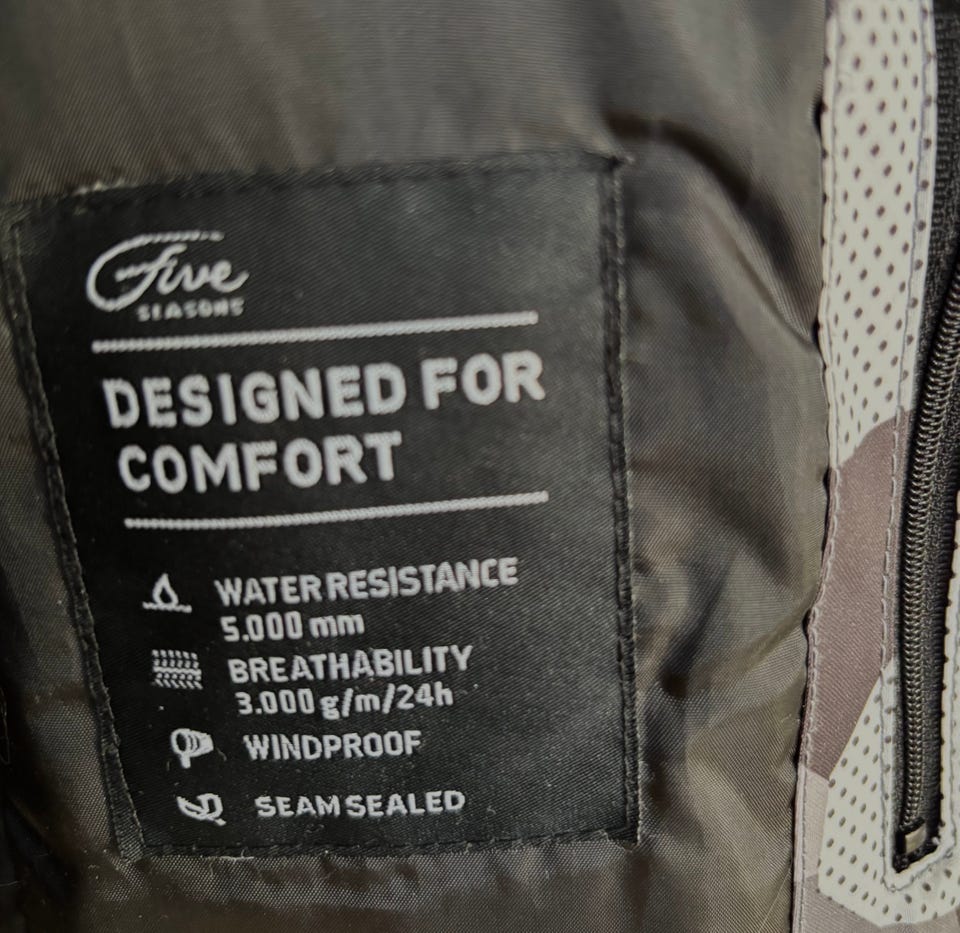 Five
SEASONS
DESIGNED FOR
COMFORT
WATER RESISTANCE
5.000 mm
BREATHABILITY
3.000 g/m/24h
WINDPROOF
SEAM SEALED